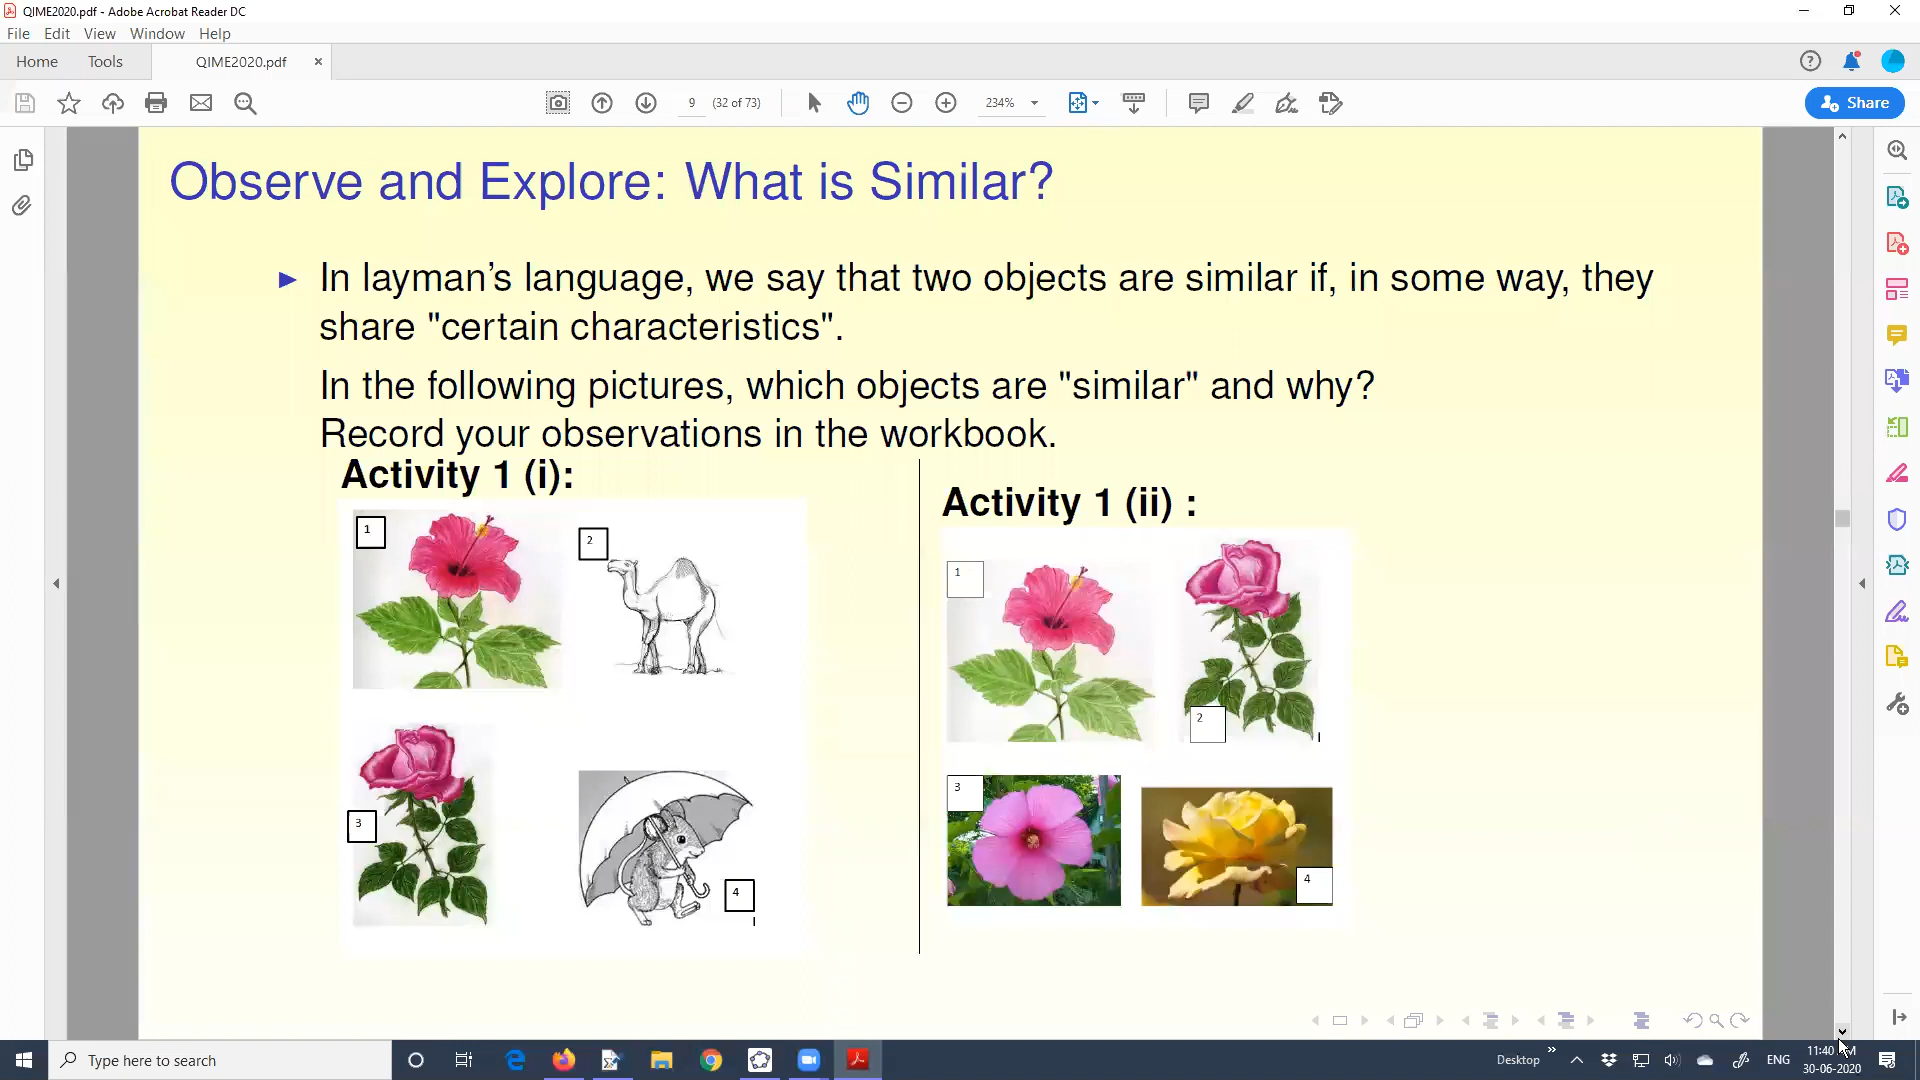 QIME2020.pdf - Adobe Acrobat Reader DC
File Edit View Window Help
Home Tools QIME2020.pdf
9 (32 of 73) 234% Share
Observe and Explore: What is Similar?
In layman's language, we say that two objects are similar if, in some way, they
share "certain characteristics".
In the following pictures, which objects are "similar" and why?
Record your observations in the workbook.
Activity 1 (i):
1
2
3
4
Activity 1 (ii) :
1
2
3
4
Type here to search
Desktop
ENG
11:40
30-06-2020